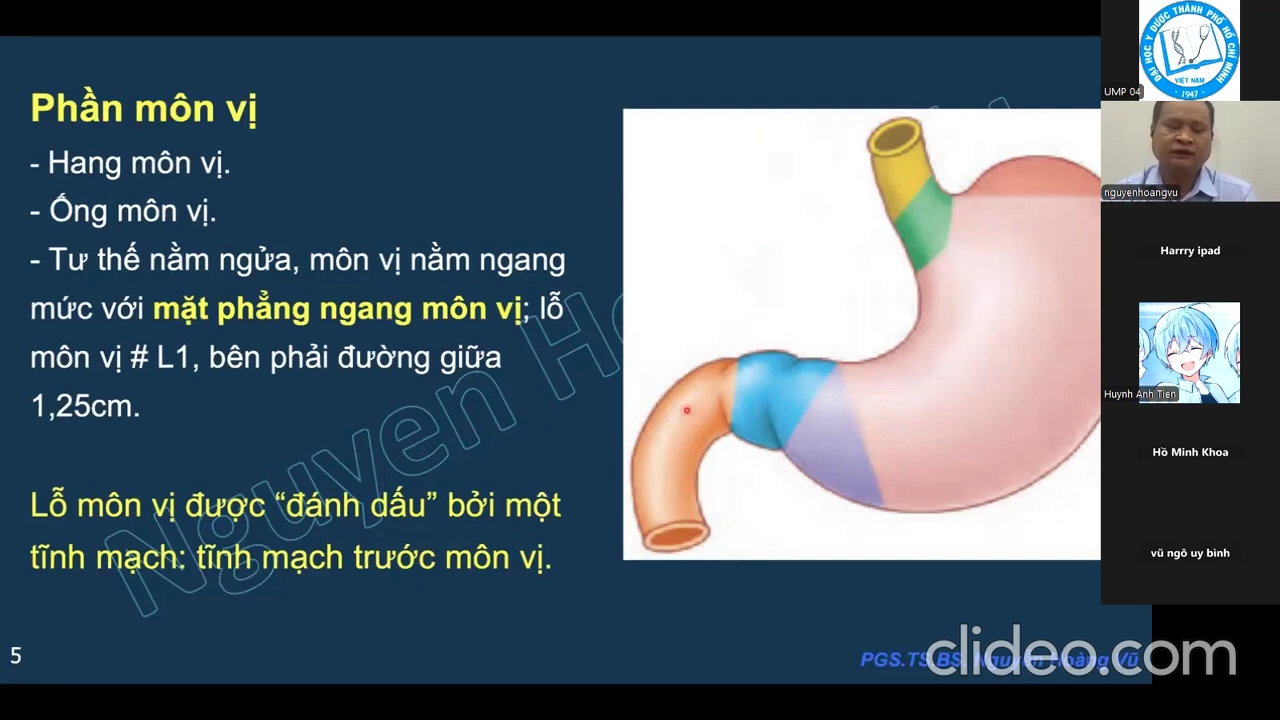 Phần môn vị
- Hang môn vị.
- Ống môn vị.
- Tư thế nằm ngửa, môn vị nằm ngang
mức với mặt phẳng ngang môn vị; lỗ
môn vị # L1, bên phải đường giữa
1,25cm.
Lỗ môn vị được “đánh dấu” bởi một
tĩnh mạch: tĩnh mạch trước môn vị.
5
PGS.TS.BS. Nguyễn Hoàng Vũ
clideo.com
Nguyen Ho
ĐẠI HỌC Y DƯỢC THÀNH PHỐ HỒ CHÍ MINH
VIỆT NAM
· 1947 ·
UMP 04
nguyenhoangvu
Harrry ipad
Huynh Anh Tien
Hồ Minh Khoa
vũ ngô uy bình